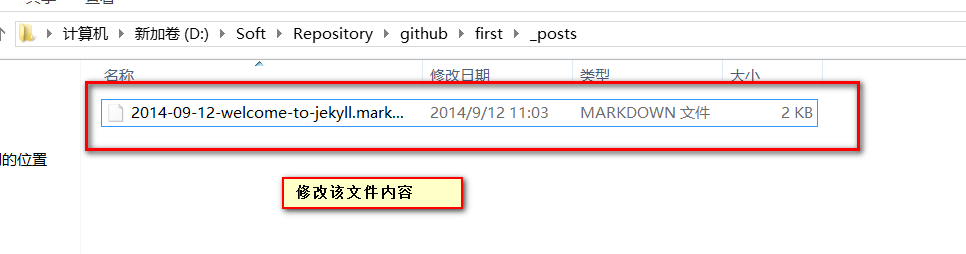 计算机 新加卷 (D:) Soft Repository github first _posts
名称 修改日期 类型 大小
2014-09-12-welcome-to-jekyll.mark... 2014/9/12 11:03 MARKDOWN 文件 2 KB
的位置
修改该文件内容